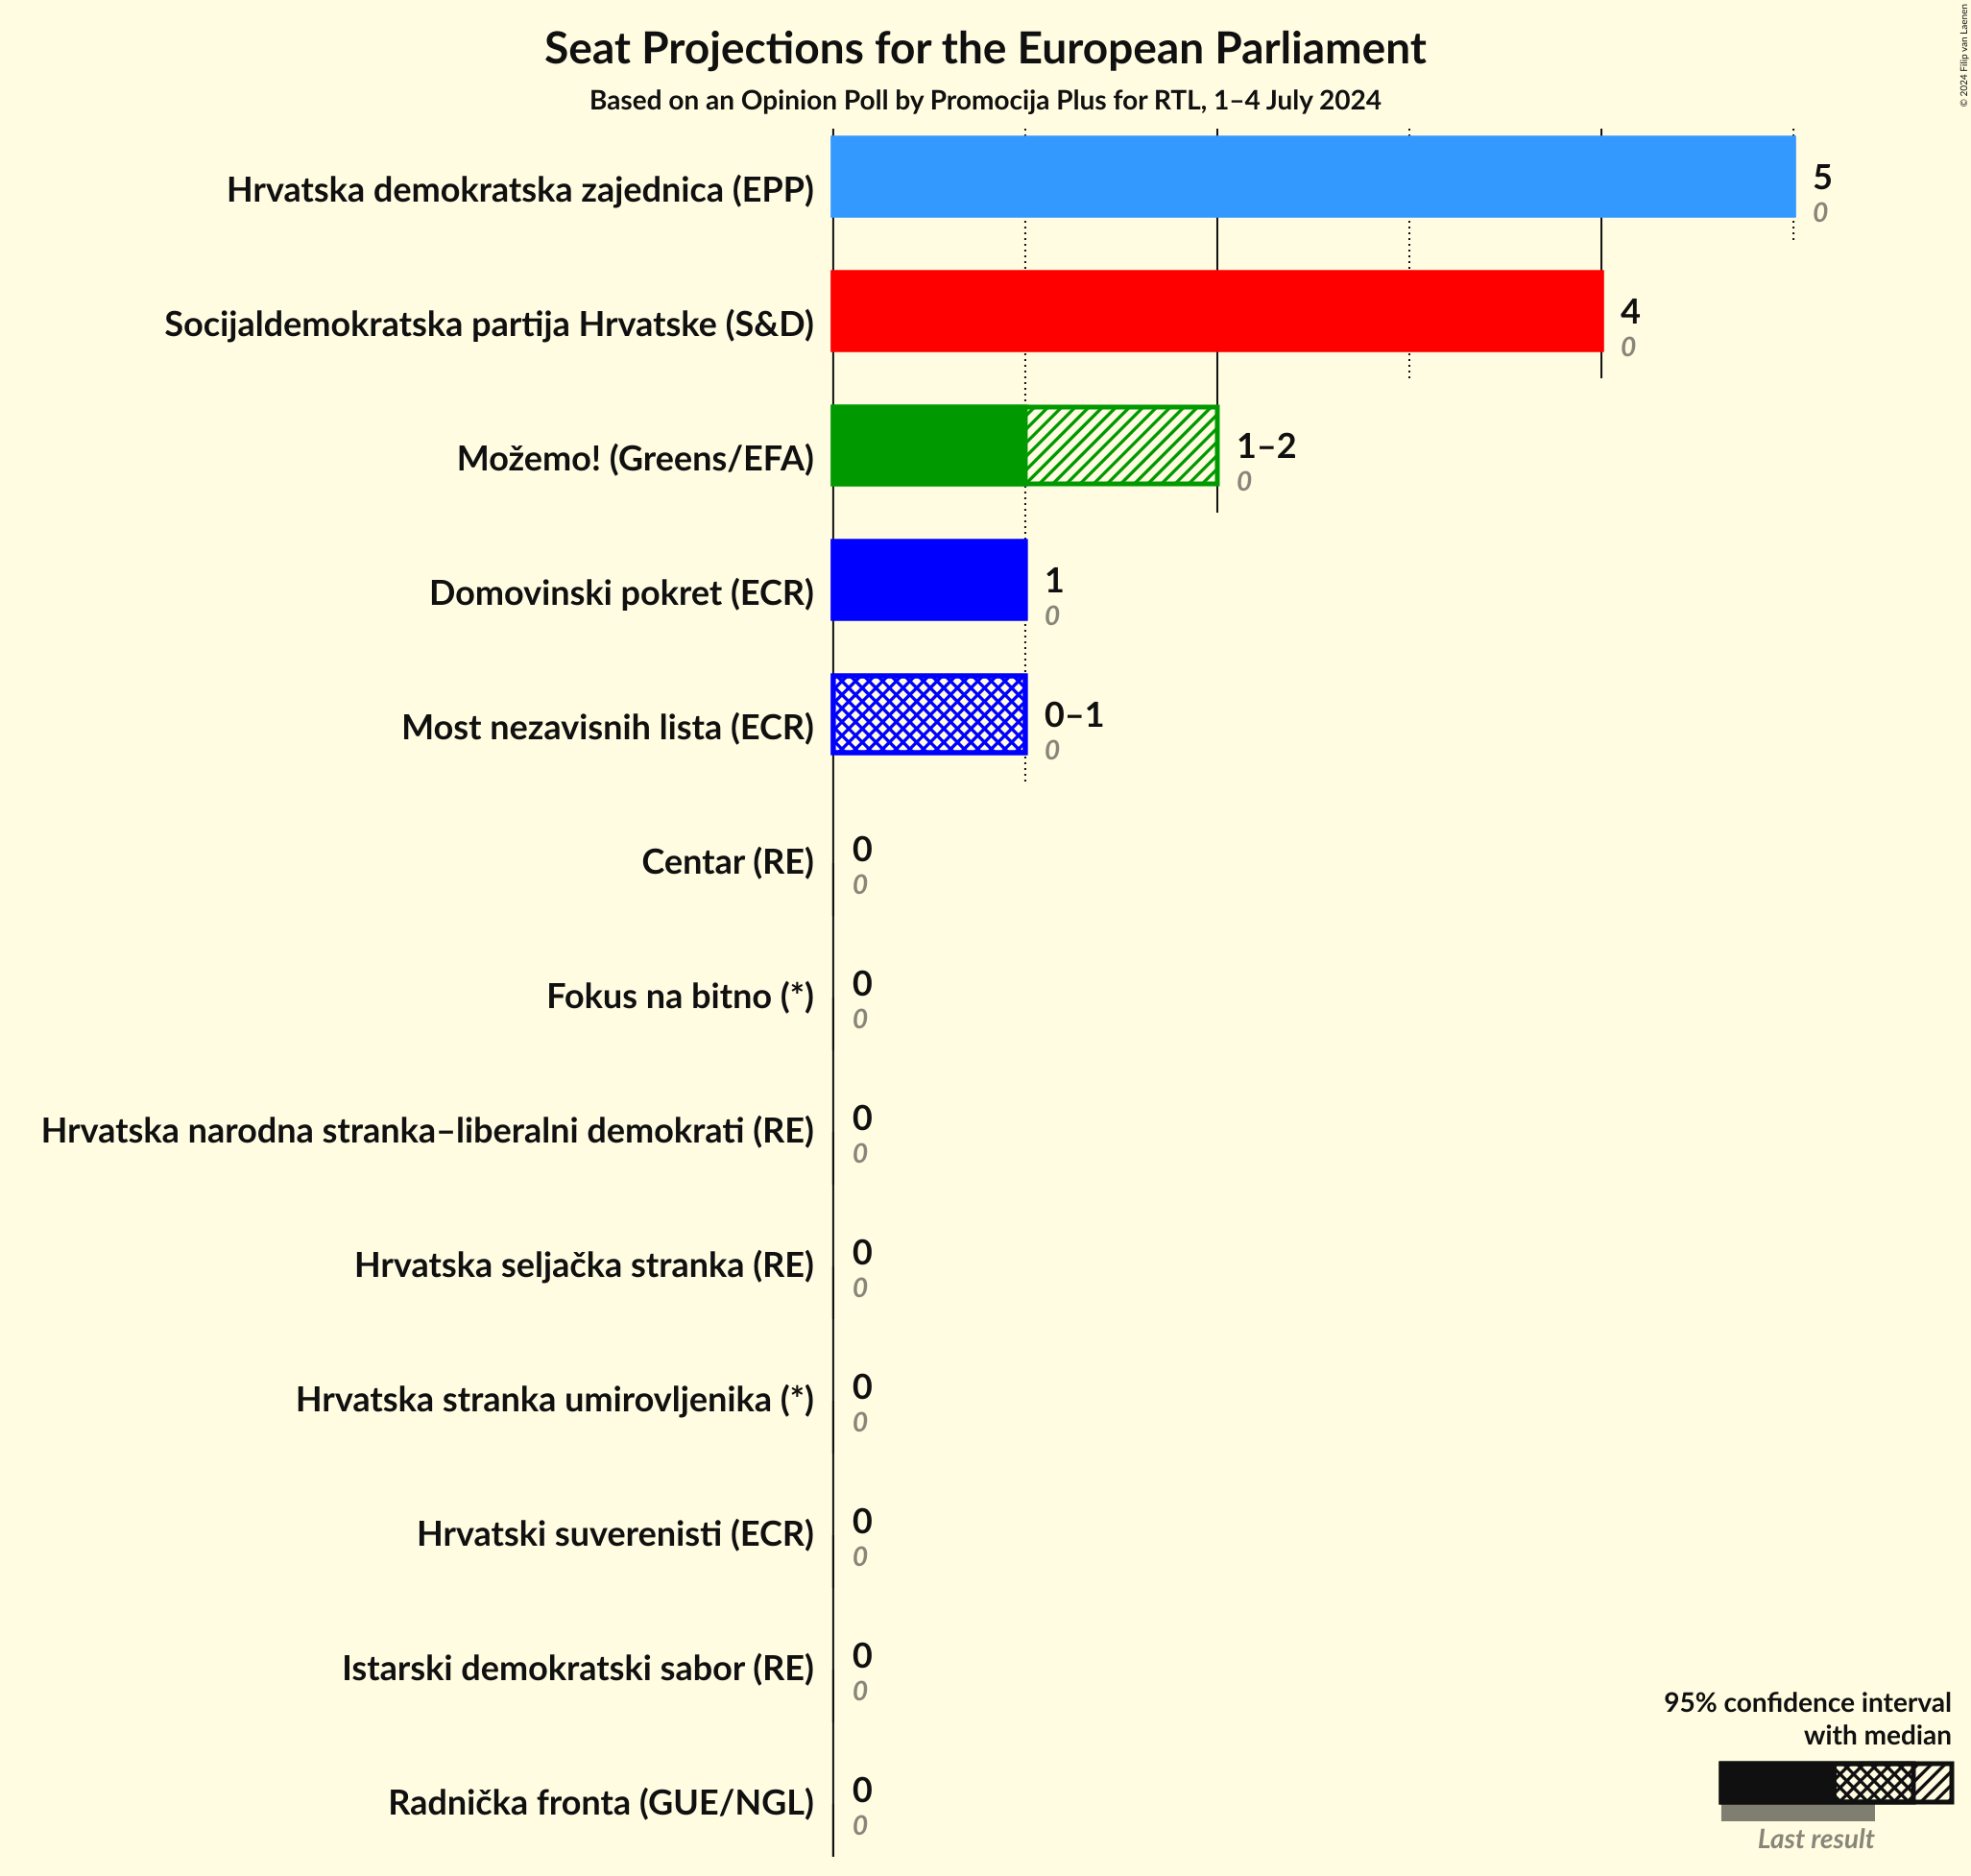 Seat Projections for the European Parliament
Based on an Opinion Poll by Promocija Plus for RTL, 1–4 July 2024
© 2024 Filip van Laenen
Hrvatska demokratska zajednica (EPP)
5
0
Socijaldemokratska partija Hrvatske (S&D)
4
0
Možemo! (Greens/EFA)
1–2
0
Domovinski pokret (ECR)
1
0
Most nezavisnih lista (ECR)
0–1
0
Centar (RE)
0
0
Fokus na bitno (*)
0
0
Hrvatska narodna stranka–liberalni demokrati (RE)
0
0
Hrvatska seljačka stranka (RE)
0
0
Hrvatska stranka umirovljenika (*)
0
0
Hrvatski suverenisti (ECR)
0
0
Istarski demokratski sabor (RE)
0
0
Radnička fronta (GUE/NGL)
0
0
95% confidence interval
with median
Last result